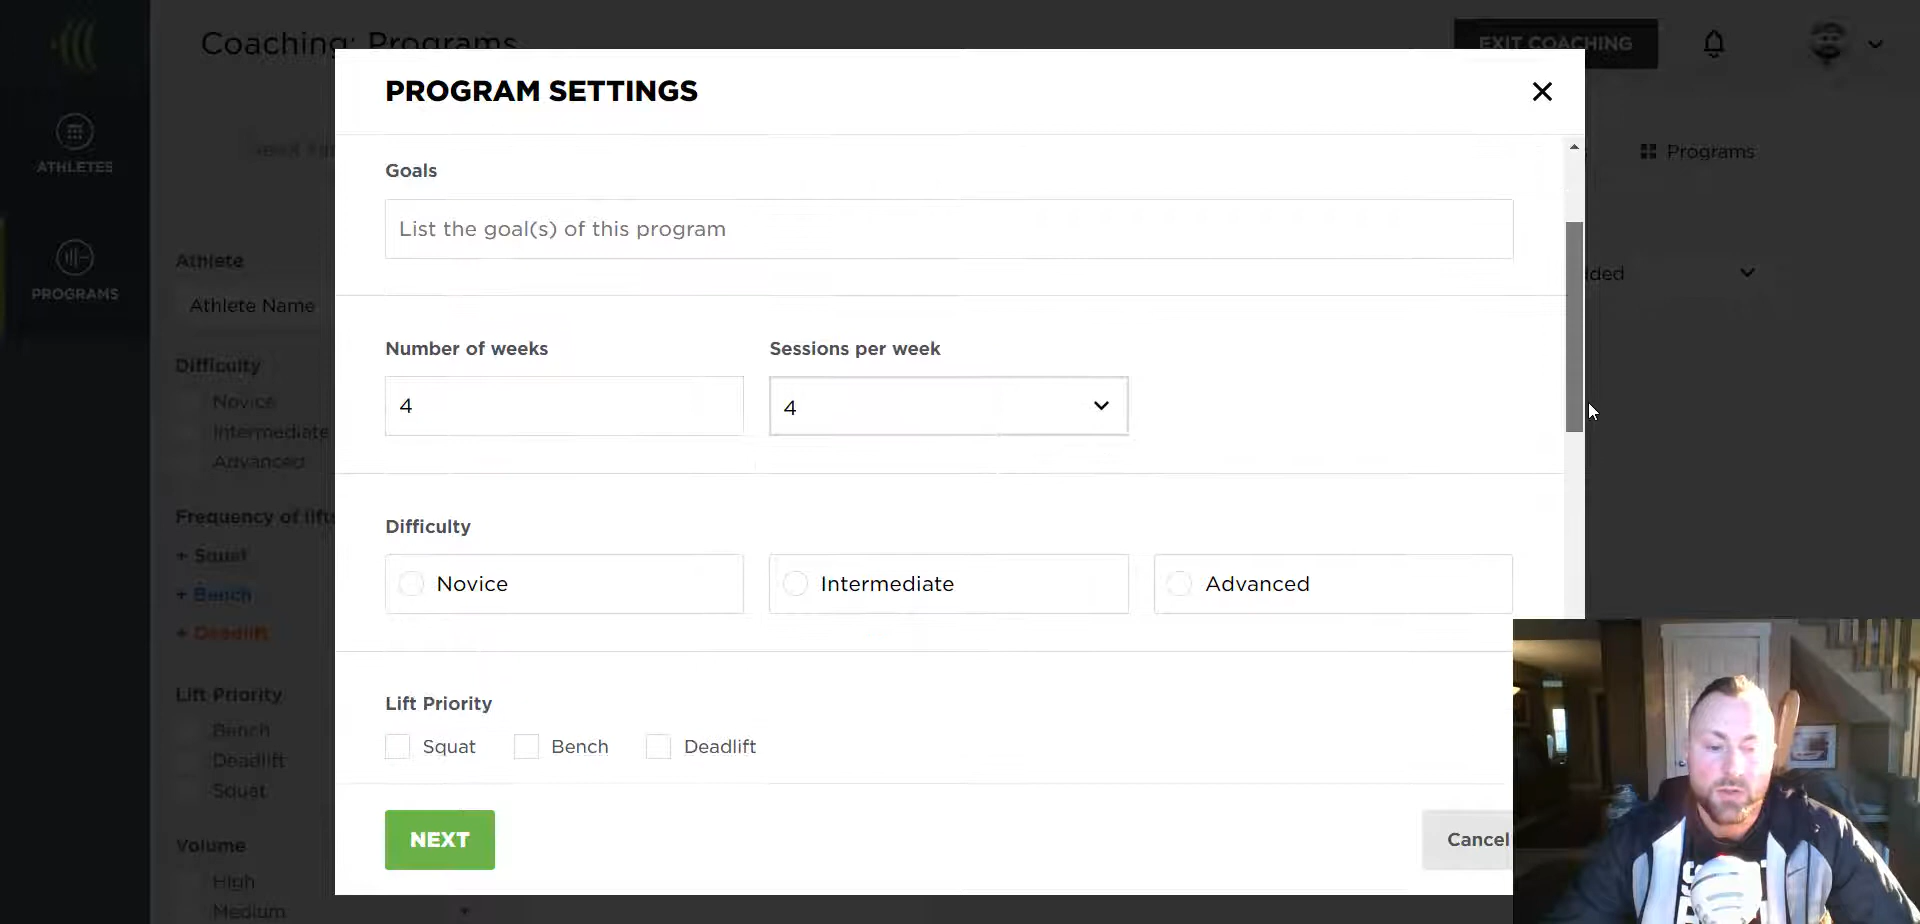 Coaching: Programs
EXIT COACHING
PROGRAM SETTINGS
ATHLETES
PROGRAMS
Programs
Goals
List the goal(s) of this program
Athlete
Athlete Name
Number of weeks
Sessions per week
4
4
Difficulty
Novice
Intermediate
Advanced
Difficulty
Novice
Intermediate
Advanced
Frequency of lifts
+ Squat
+ Bench
+ Deadlift
Lift Priority
Bench
Deadlift
Squat
Lift Priority
Squat
Bench
Deadlift
Volume
High
Medium
+
NEXT
Cancel